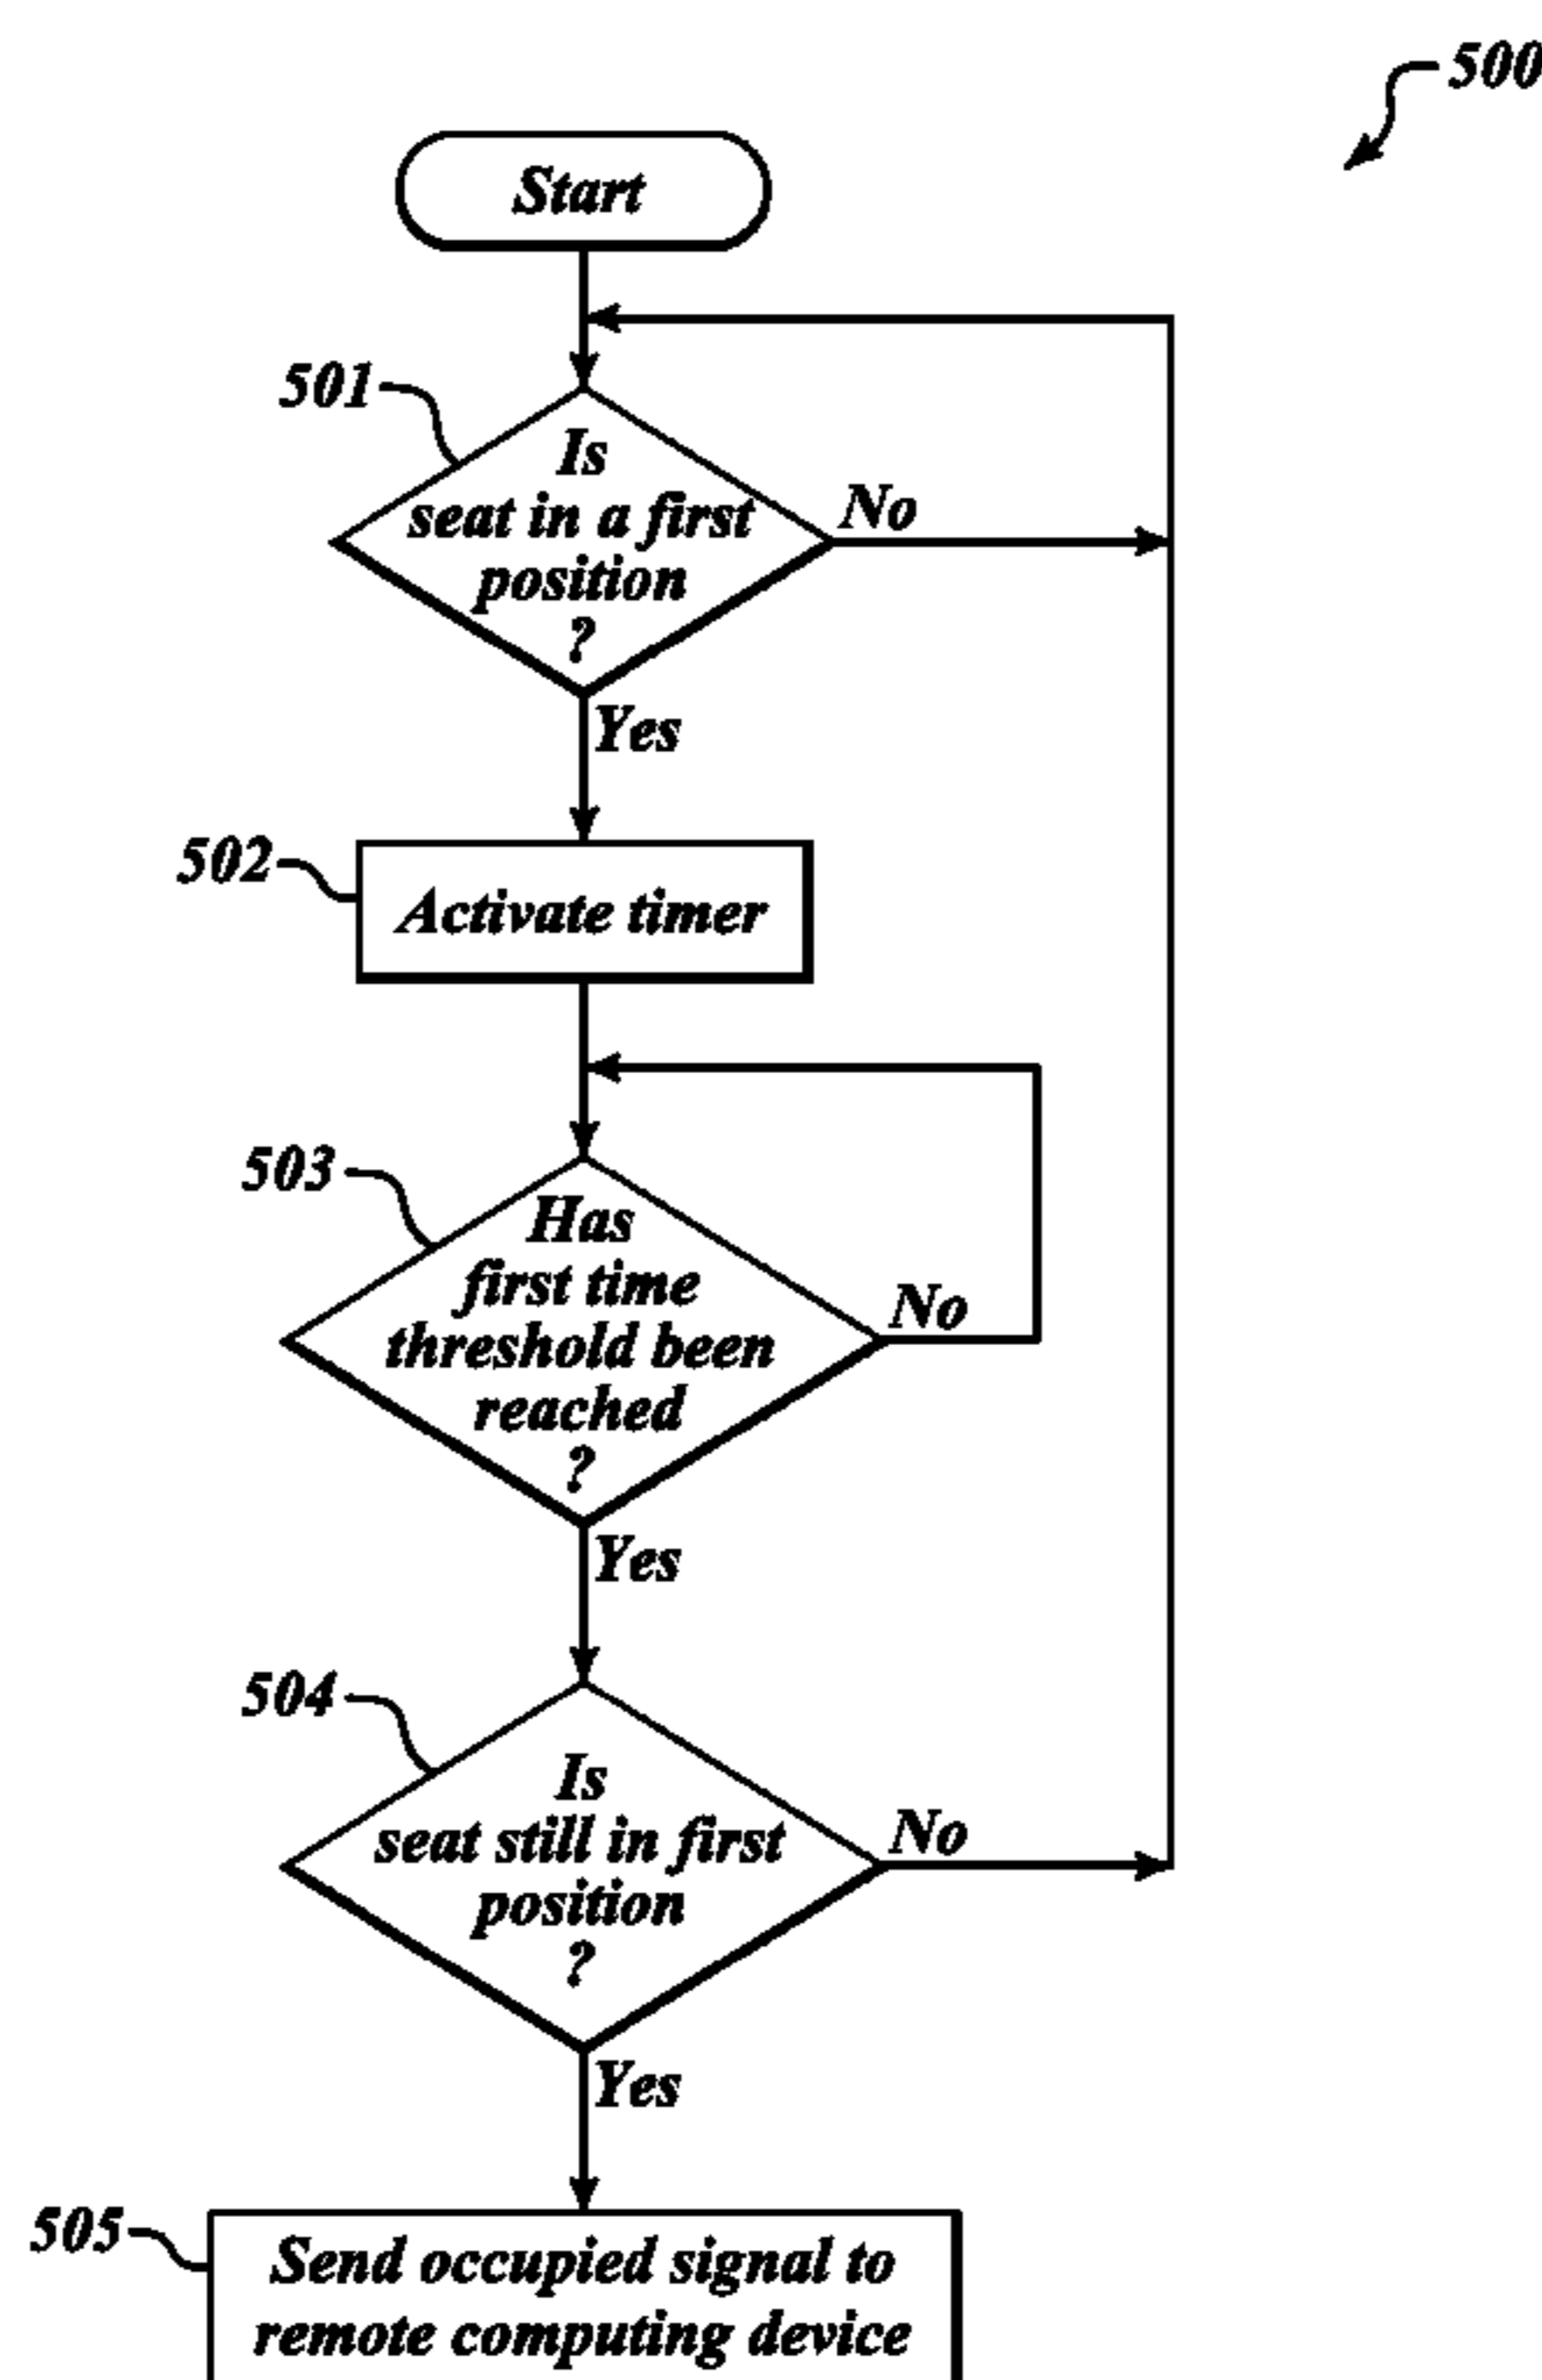 500
Start
501
Is
seat in a first
position
?
No
Yes
502
Activate timer
503
Has
first time
threshold been
reached
?
No
Yes
504
Is
seat still in first
position
?
No
Yes
505
Send occupied signal to
remote computing device